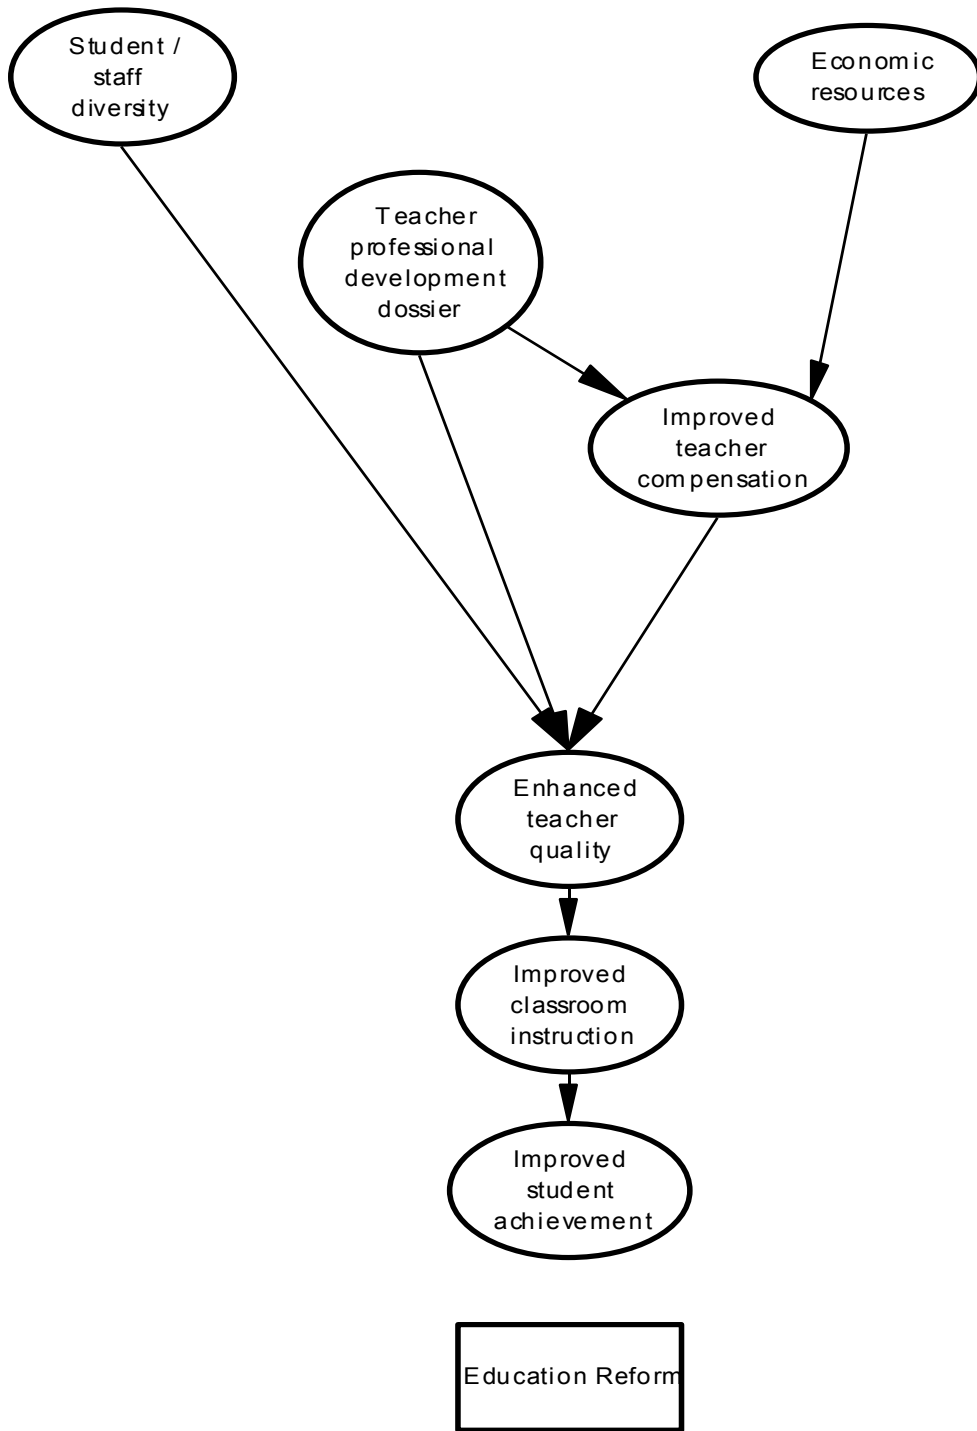 Student /
staff
diversity
Economic
resources
Teacher
professional
development
dossier
Improved
teacher
compensation
Enhanced
teacher
quality
Improved
classroom
instruction
Improved
student
achievement
Education Reform